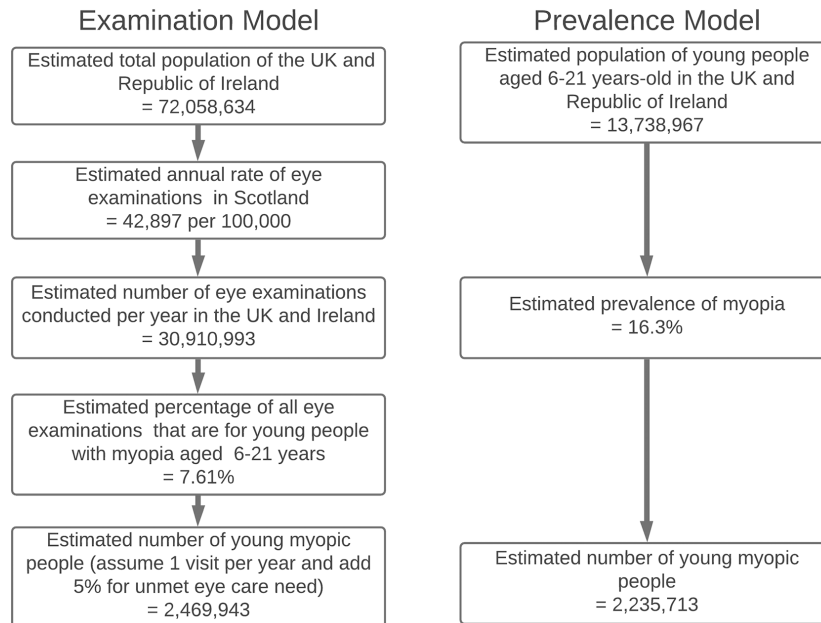 Examination Model
Estimated total population of the UK and
Republic of Ireland
= 72,058,634
Estimated annual rate of eye
examinations in Scotland
= 42,897 per 100,000
Estimated number of eye examinations
conducted per year in the UK and Ireland
= 30,910,993
Estimated percentage of all eye
examinations that are for young people
with myopia aged 6-21 years
= 7.61%
Estimated number of young myopic
people (assume 1 visit per year and add
5% for unmet eye care need)
= 2,469,943
Prevalence Model
Estimated population of young people
aged 6-21 years-old in the UK and
Republic of Ireland
= 13,738,967
Estimated prevalence of myopia
= 16.3%
Estimated number of young myopic
people
= 2,235,713